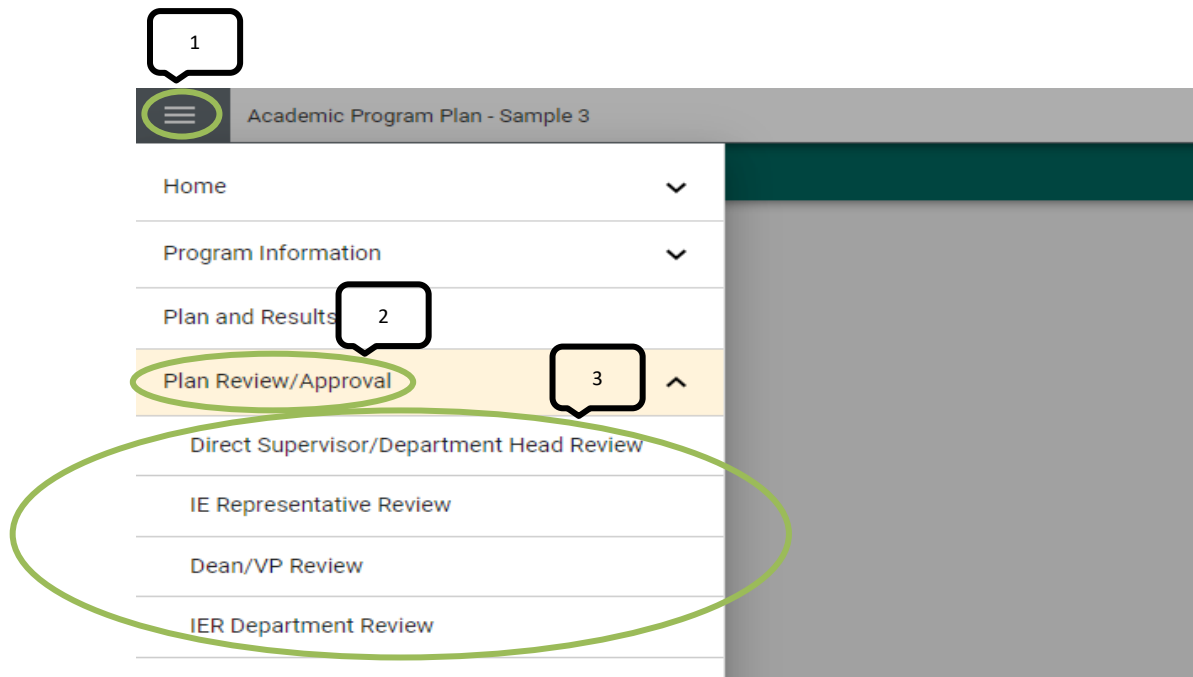 1
Academic Program Plan - Sample 3
Home
Program Information
Plan and Results
2
Plan Review/Approval
3
Direct Supervisor/Department Head Review
IE Representative Review
Dean/VP Review
IER Department Review